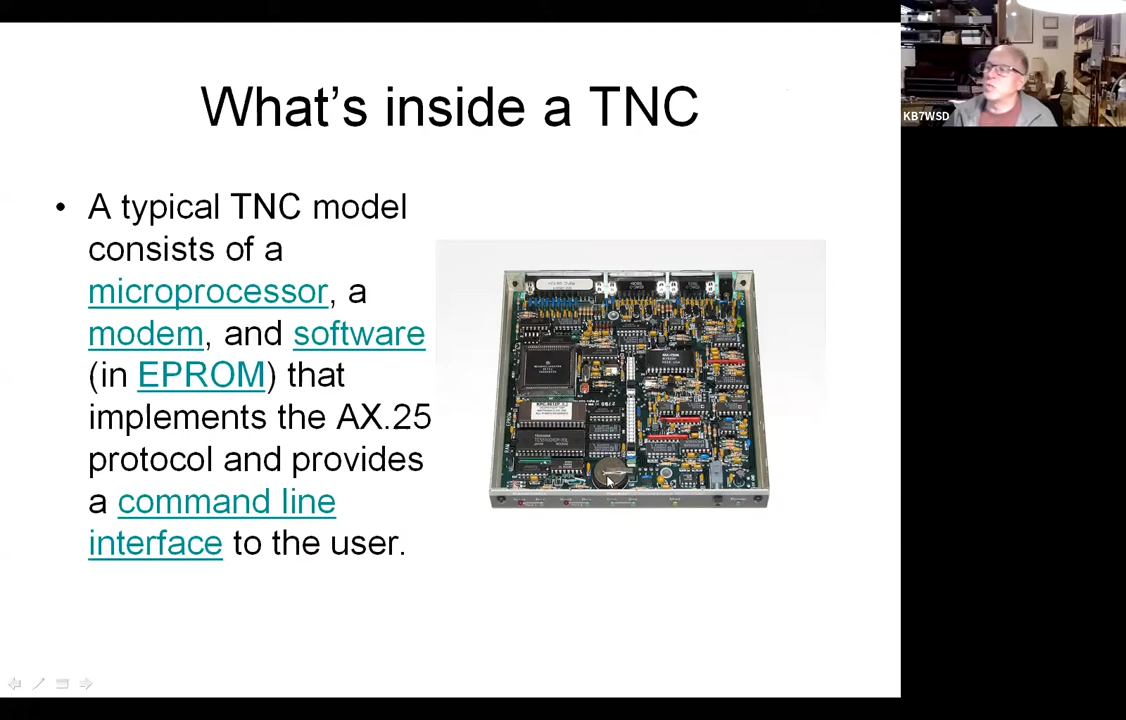 What's inside a TNC
KB7WSD
• A typical TNC model
consists of a
microprocessor, a
modem, and software
(in EPROM) that
implements the AX.25
protocol and provides
a command line
interface to the user.